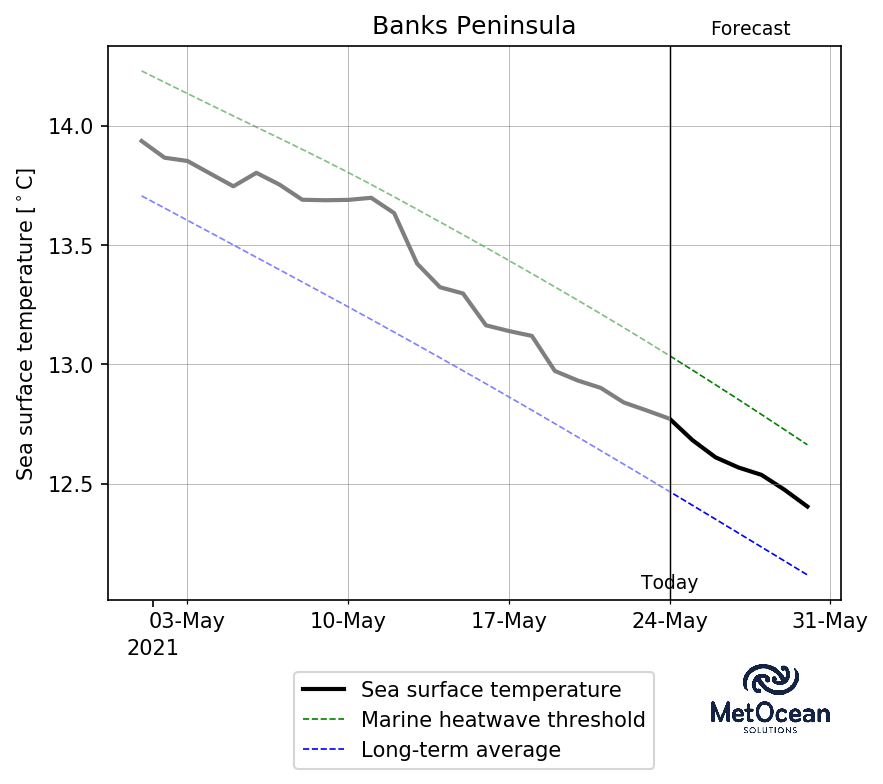 Banks Peninsula
Forecast
Sea surface temperature [°C]
14.0
13.5
13.0
12.5
Today
03-May
10-May
17-May
24-May
31-May
2021
Sea surface temperature
Marine heatwave threshold
Long-term average
MetOcean
SOLUTIONS